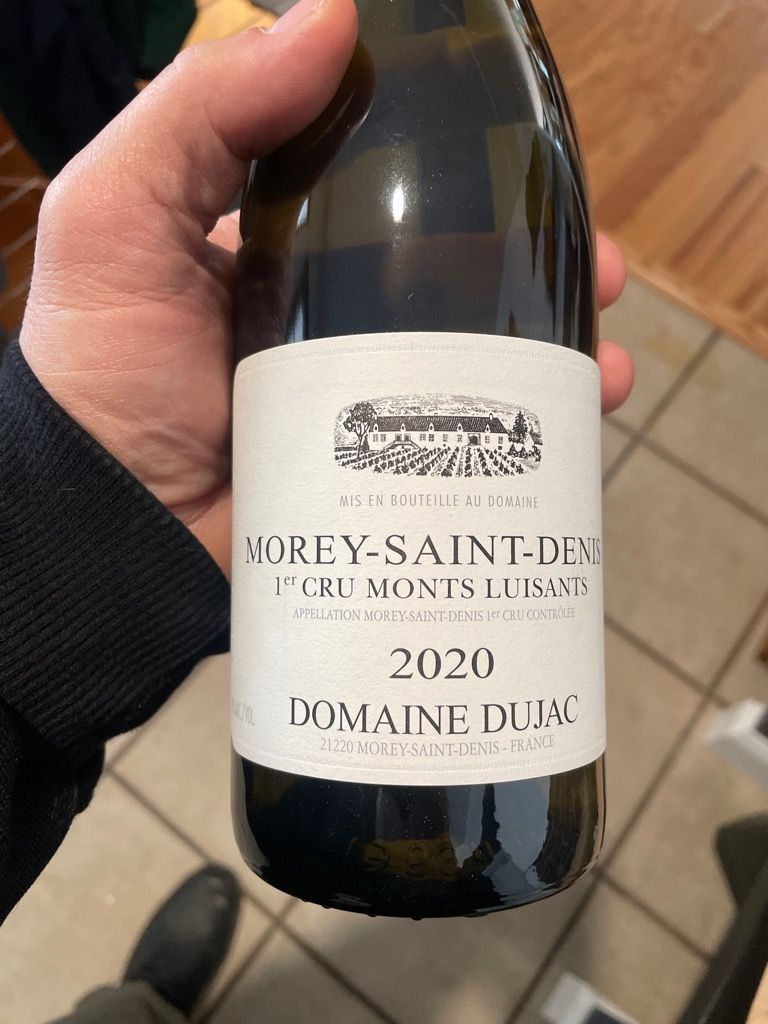 MIS EN BOUTEILLE AU DOMAINE
MOREY-SAINT-DENIS
1er CRU MONTS LUISANTS
APPELLATION MOREY-SAINT-DENIS 1er CRU CONTRÔLÉE
2020
DOMAINE DUJAC
21220 MOREY-SAINT-DENIS - FRANCE